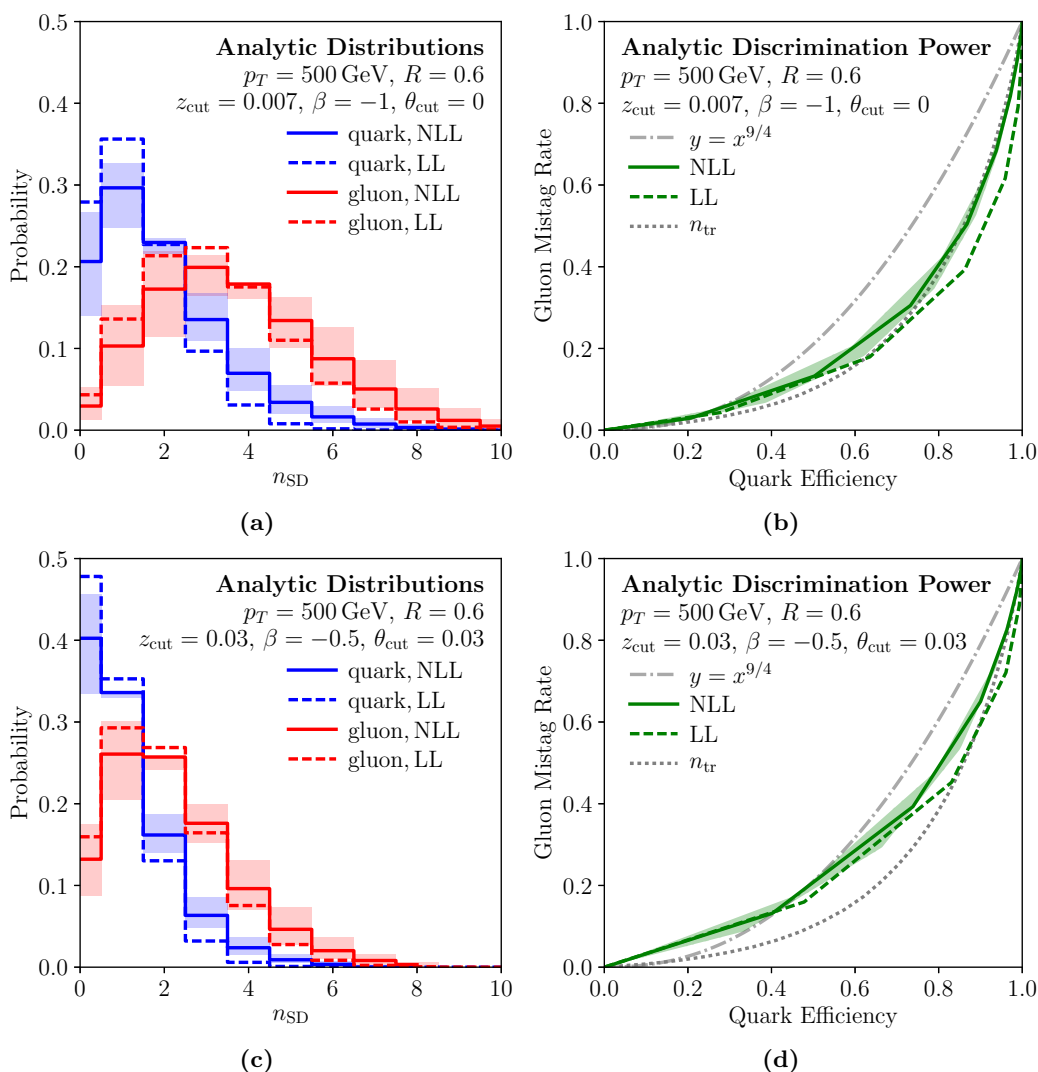 Analytic Distributions
p_T = 500 GeV, R = 0.6
z_cut = 0.007, β = −1, θ_cut = 0
quark, NLL
quark, LL
gluon, NLL
gluon, LL
Probability
0.5
0.4
0.3
0.2
0.1
0.0
0 2 4 6 8 10
n_SD
(a)
Analytic Discrimination Power
p_T = 500 GeV, R = 0.6
z_cut = 0.007, β = −1, θ_cut = 0
y = x^{9/4}
NLL
LL
n_tr
Gluon Mistag Rate
1.0
0.8
0.6
0.4
0.2
0.0
0.0 0.2 0.4 0.6 0.8 1.0
Quark Efficiency
(b)
Analytic Distributions
p_T = 500 GeV, R = 0.6
z_cut = 0.03, β = −0.5, θ_cut = 0.03
quark, NLL
quark, LL
gluon, NLL
gluon, LL
Probability
0.5
0.4
0.3
0.2
0.1
0.0
0 2 4 6 8 10
n_SD
(c)
Analytic Discrimination Power
p_T = 500 GeV, R = 0.6
z_cut = 0.03, β = −0.5, θ_cut = 0.03
y = x^{9/4}
NLL
LL
n_tr
Gluon Mistag Rate
1.0
0.8
0.6
0.4
0.2
0.0
0.0 0.2 0.4 0.6 0.8 1.0
Quark Efficiency
(d)